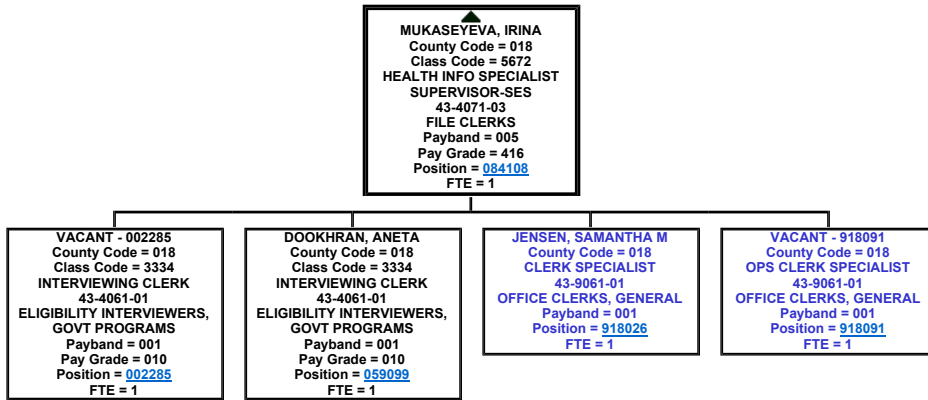 MUKASEYEVA, IRINA
County Code = 018
Class Code = 5672
HEALTH INFO SPECIALIST
SUPERVISOR-SES
43-4071-03
FILE CLERKS
Payband = 005
Pay Grade = 416
Position = 084108
FTE = 1
VACANT - 002285
County Code = 018
Class Code = 3334
INTERVIEWING CLERK
43-4061-01
ELIGIBILITY INTERVIEWERS,
GOVT PROGRAMS
Payband = 001
Pay Grade = 010
Position = 002285
FTE = 1
DOOKHRAN, ANETA
County Code = 018
Class Code = 3334
INTERVIEWING CLERK
43-4061-01
ELIGIBILITY INTERVIEWERS,
GOVT PROGRAMS
Payband = 001
Pay Grade = 010
Position = 059099
FTE = 1
JENSEN, SAMANTHA M
County Code = 018
CLERK SPECIALIST
43-9061-01
OFFICE CLERKS, GENERAL
Payband = 001
Position = 918026
FTE = 1
VACANT - 918091
County Code = 018
OPS CLERK SPECIALIST
43-9061-01
OFFICE CLERKS, GENERAL
Payband = 001
Position = 918091
FTE = 1